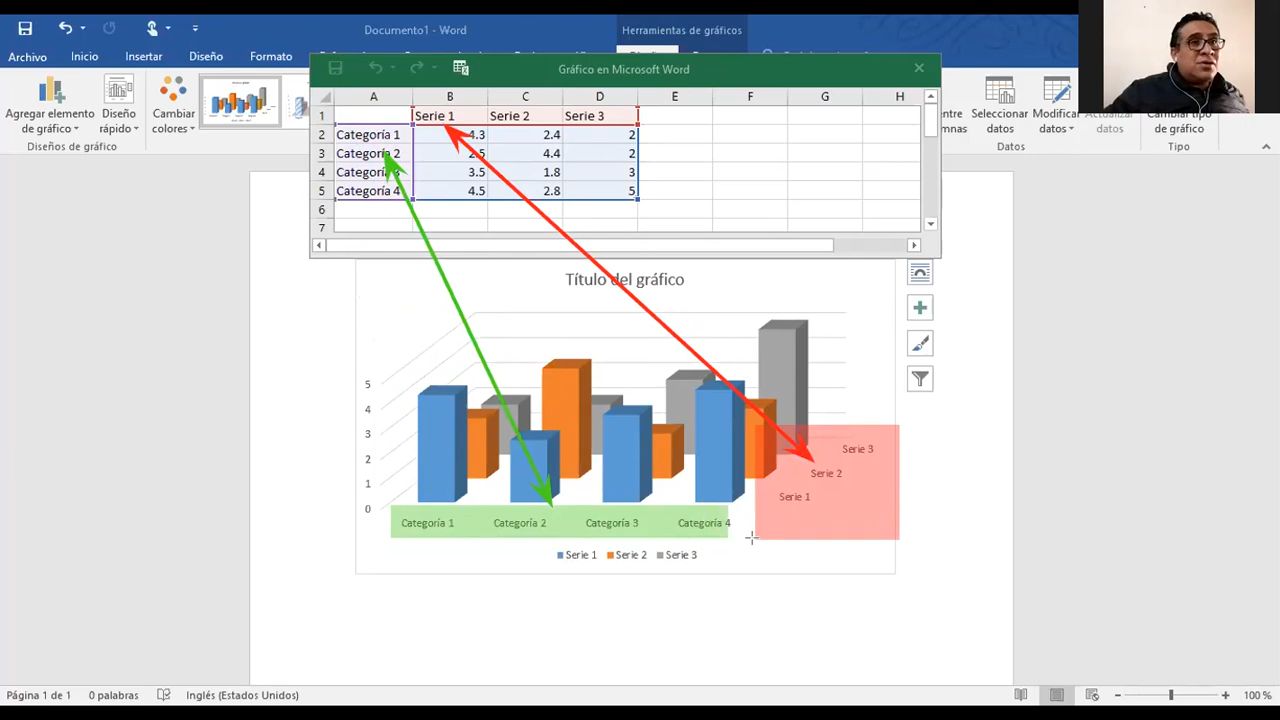 Documento1 - Word
Herramientas de gráficos
Archivo
Inicio
Insertar
Diseño
Formato
Agregar elemento de gráfico
Diseño rápido
Cambiar colores
Diseños de gráfico
Seleccionar datos
Modificar datos
Actualizar datos
Datos
Cambiar tipo de gráfico
Tipo
Gráfico en Microsoft Word
A B C D E F G H
1 Serie 1 Serie 2 Serie 3
2 Categoría 1 4.3 2.4 2
3 Categoría 2 2.5 4.4 2
4 Categoría 3 3.5 1.8 3
5 Categoría 4 4.5 2.8 5
6
7
Título del gráfico
5
4
3
2
1
0
Serie 3
Serie 2
Serie 1
Categoría 1 Categoría 2 Categoría 3 Categoría 4
Serie 1 Serie 2 Serie 3
Página 1 de 1 0 palabras Inglés (Estados Unidos) 100 %